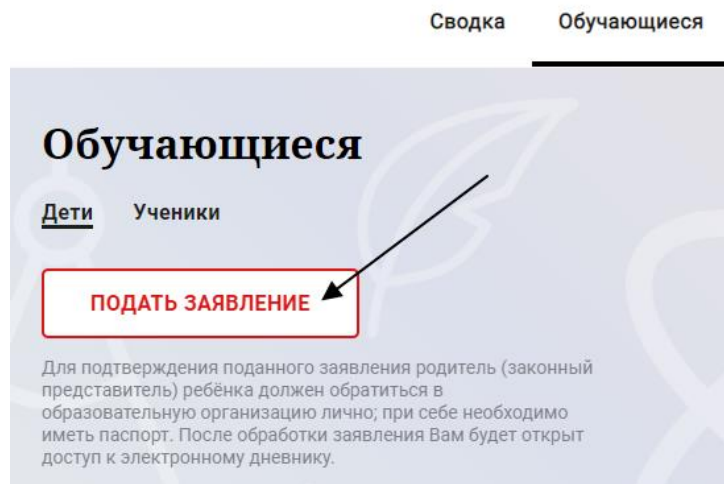 Сводка Обучающиеся
Обучающиеся
Дети Ученики
ПОДАТЬ ЗАЯВЛЕНИЕ
Для подтверждения поданного заявления родитель (законный
представитель) ребёнка должен обратиться в
образовательную организацию лично; при себе необходимо
иметь паспорт. После обработки заявления Вам будет открыт
доступ к электронному дневнику.